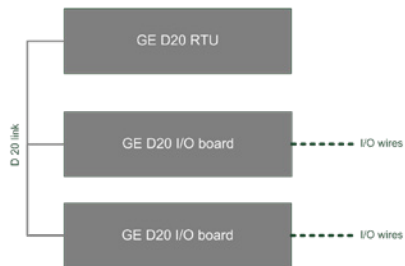 GE D20 RTU
D 20 link
GE D20 I/O board
I/O wires
GE D20 I/O board
I/O wires